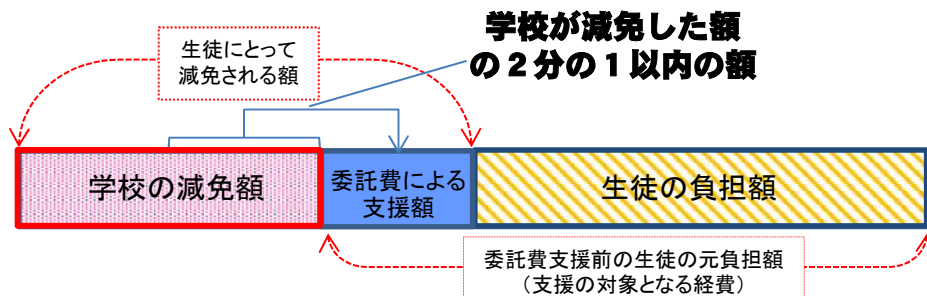 学校が減免した額
の２分の１以内の額
生徒にとって
減免される額
学校の減免額
委託費による
支援額
生徒の負担額
委託費支援前の生徒の元負担額
（支援の対象となる経費）